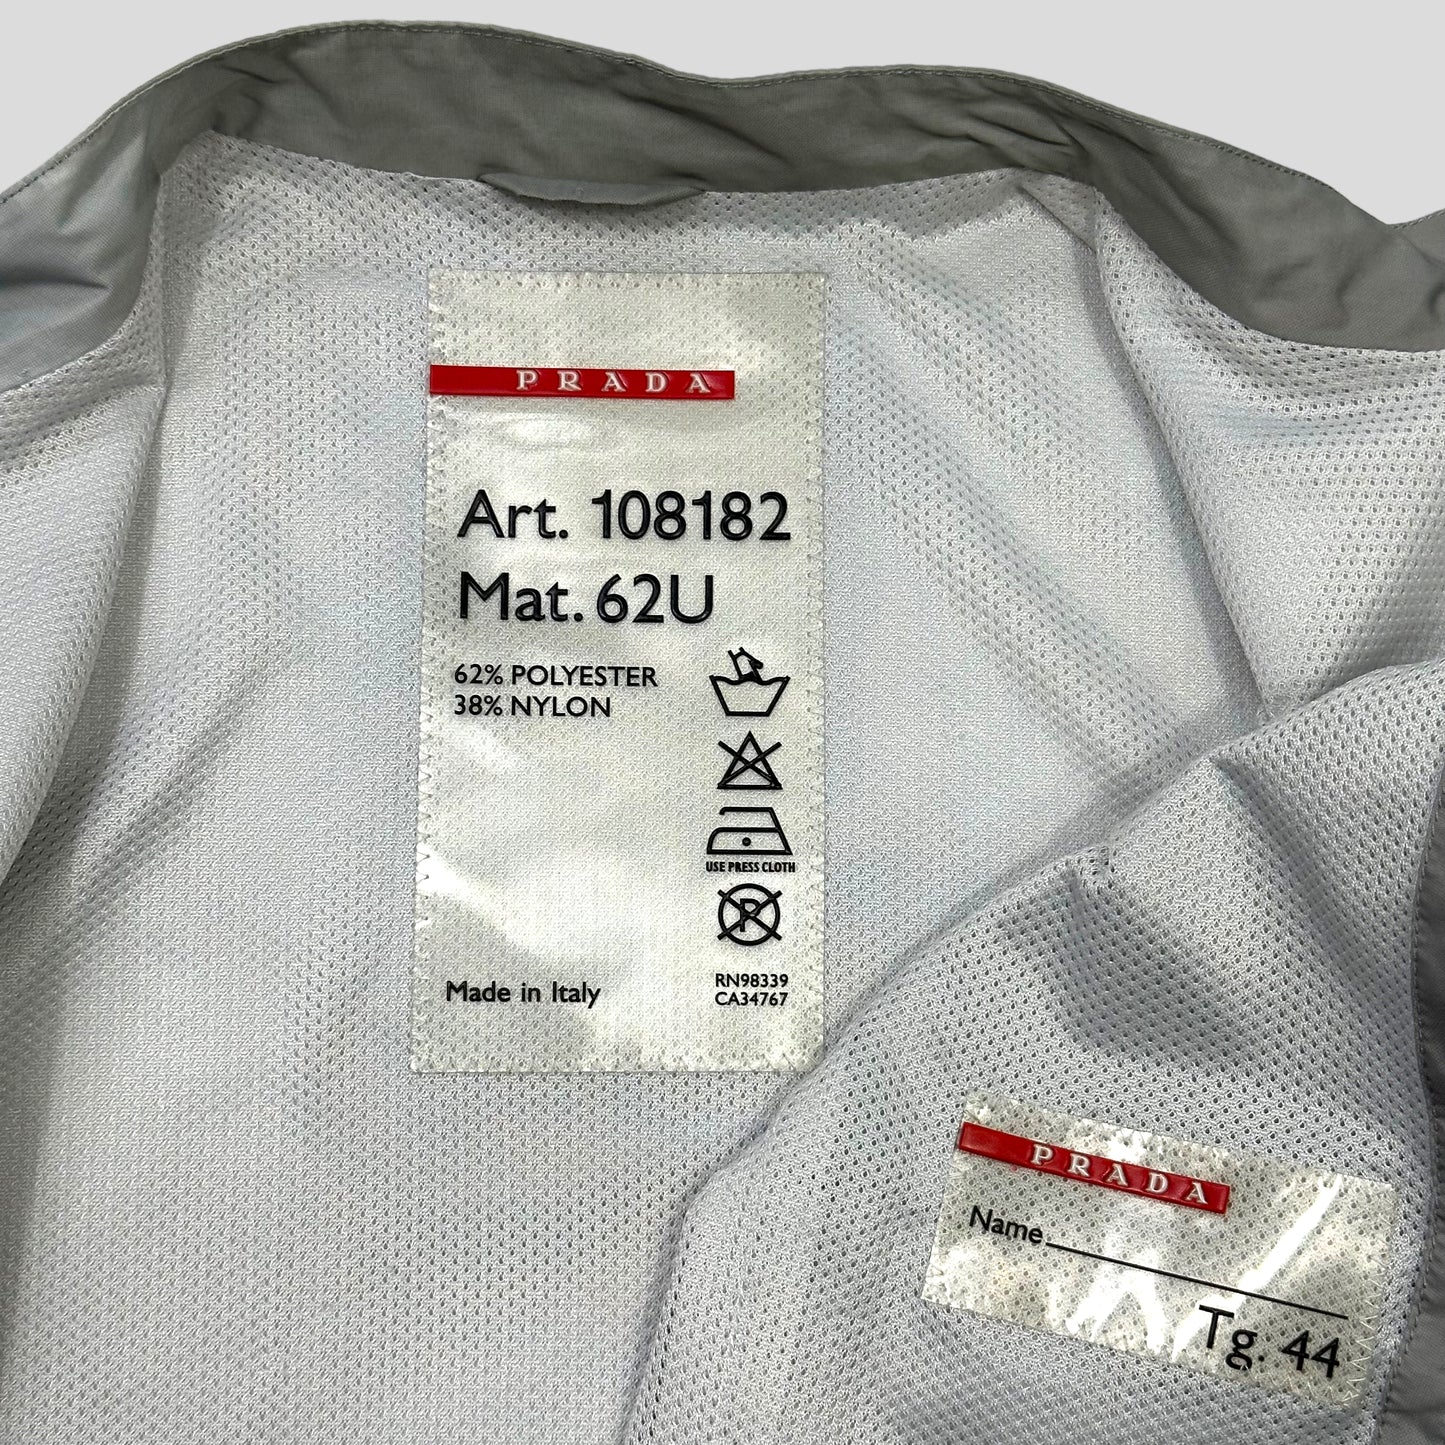 PRADA
Art. 108182
Mat. 62U
62% POLYESTER
38% NYLON
USE PRESS CLOTH
P
Made in Italy
RN98339
CA34767
PRADA
Name
Tg. 44